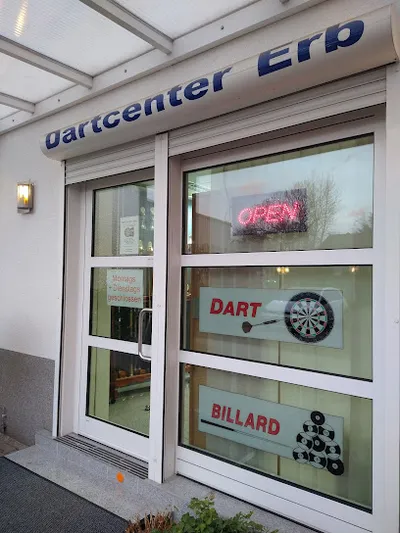 Dartcenter Erb
OPEN
Montags
+ Dienstags
geschlossen
DART
BILLARD